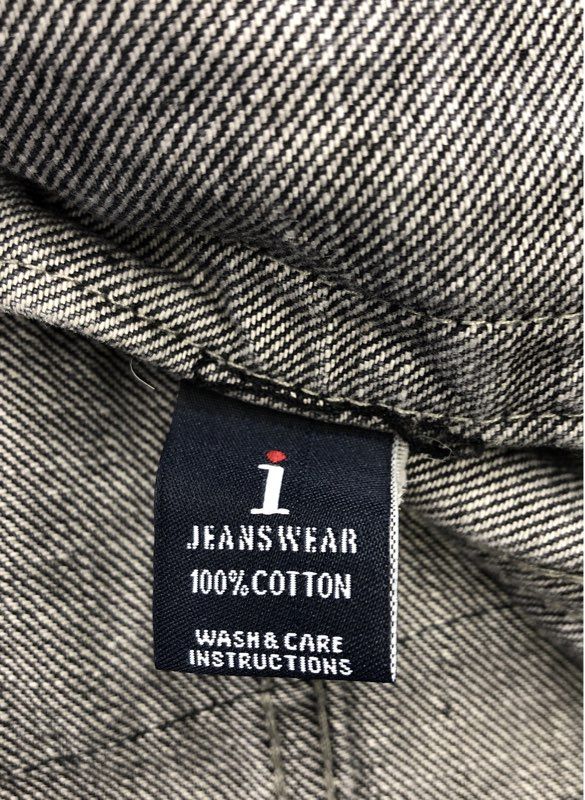 i
JEANSWEAR
100% COTTON
WASH & CARE
INSTRUCTIONS